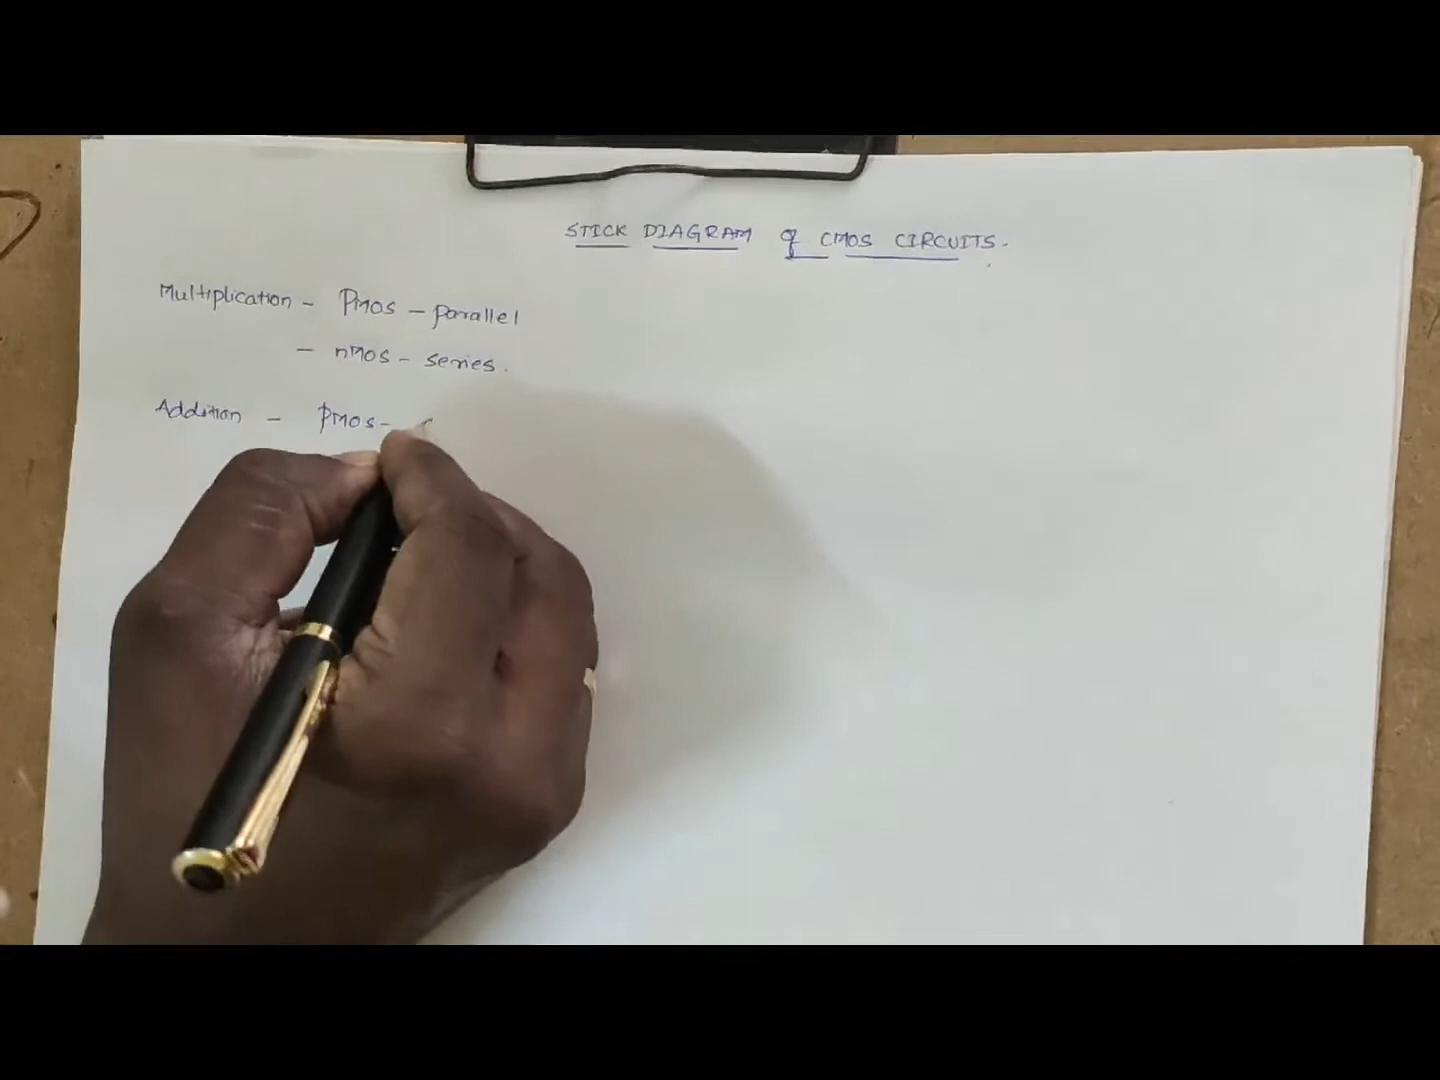 STICK DIAGRAM of CMOS CIRCUITS.
Multiplication - PMOS - parallel
- nMOS - series.
Addition - PMOS-